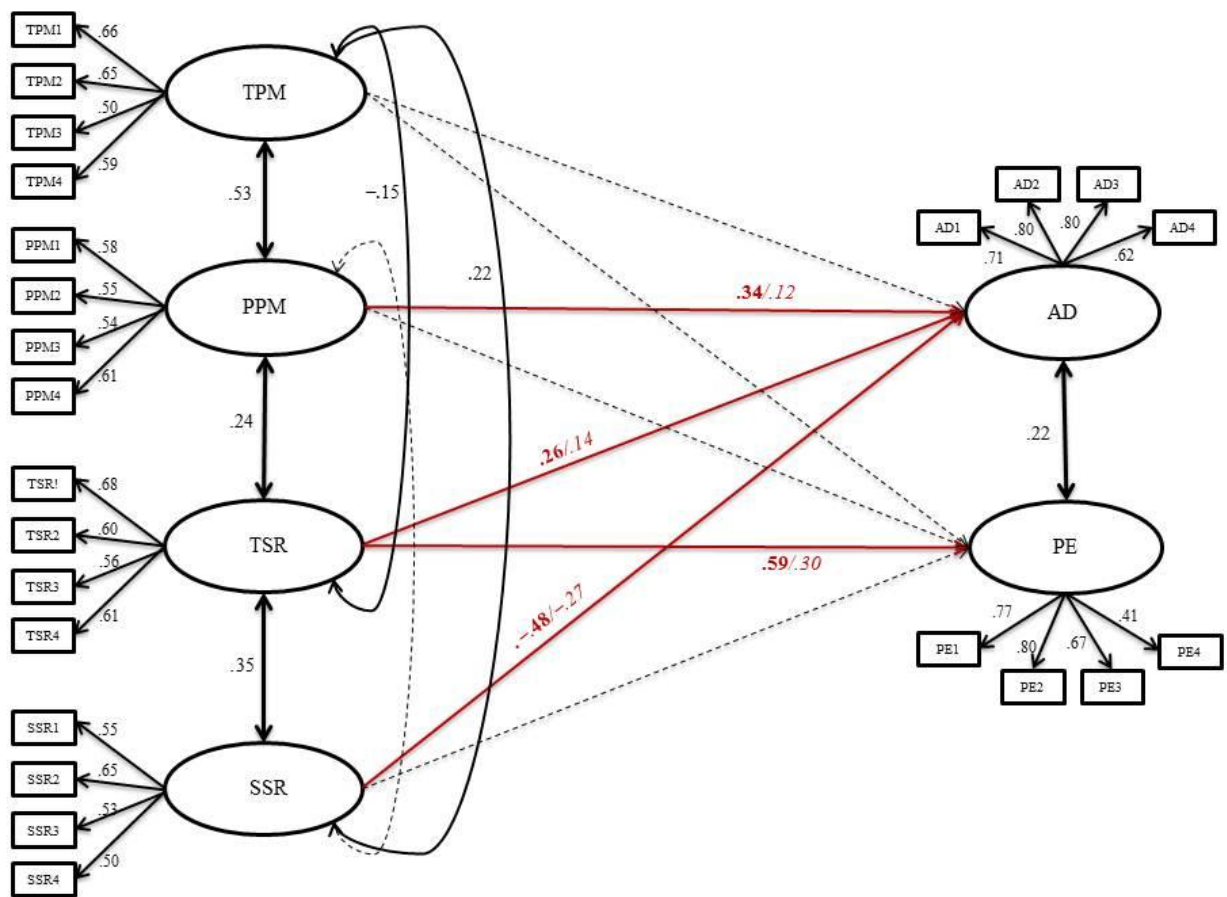 TPM1
.66
TPM2
.65
TPM3
.50
TPM4
.59
TPM
.53
−.15
PPM1
.58
PPM2
.55
PPM3
.54
PPM4
.61
PPM
.22
.34/.12
.24
.26/.14
TSR!
.68
TSR2
.60
TSR3
.56
TSR4
.61
TSR
.59/.30
.35
.−.48/−.27
SSR1
.55
SSR2
.65
SSR3
.53
SSR4
.50
SSR
AD1
AD2
AD3
AD4
.71
.80
.80
.62
AD
.22
PE
.77
.80
.67
.41
PE1
PE2
PE3
PE4